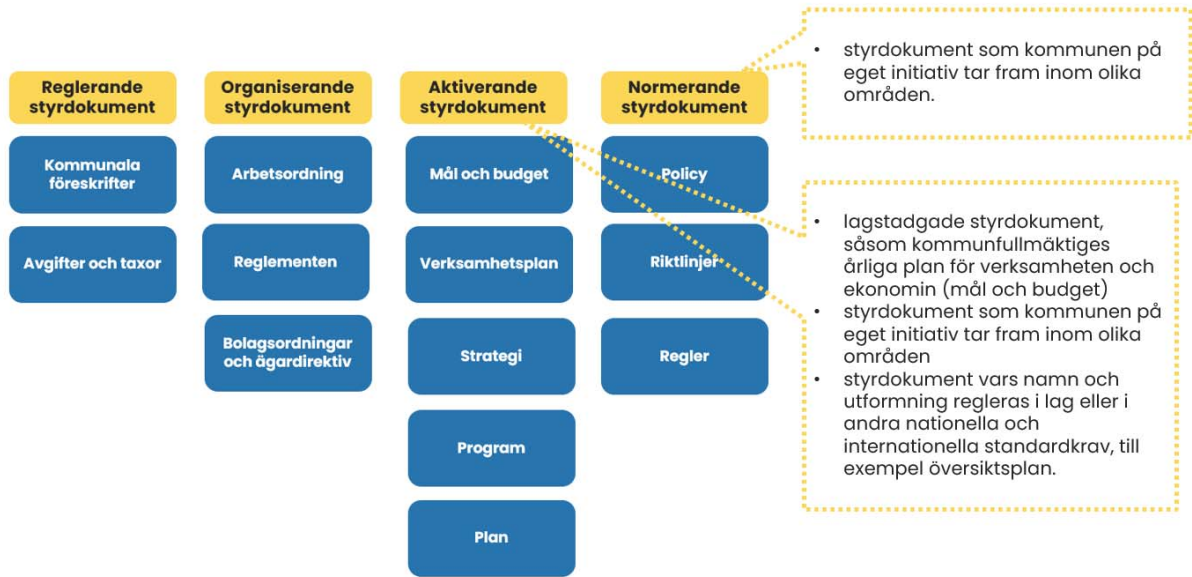 Reglerande
styrdokument
Kommunala
föreskrifter
Avgifter och taxor
Organiserande
styrdokument
Arbetsordning
Reglementen
Bolagsordningar
och ägardirektiv
Aktiverande
styrdokument
Mål och budget
Verksamhetsplan
Strategi
Program
Plan
Normerande
styrdokument
Policy
Riktlinjer
Regler
• styrdokument som kommunen på
eget initiativ tar fram inom olika
områden.
• lagstadgade styrdokument,
såsom kommunfullmäktiges
årliga plan för verksamheten och
ekonomin (mål och budget)
• styrdokument som kommunen på
eget initiativ tar fram inom olika
områden
• styrdokument vars namn och
utformning regleras i lag eller i
andra nationella och
internationella standardkrav, till
exempel översiktsplan.